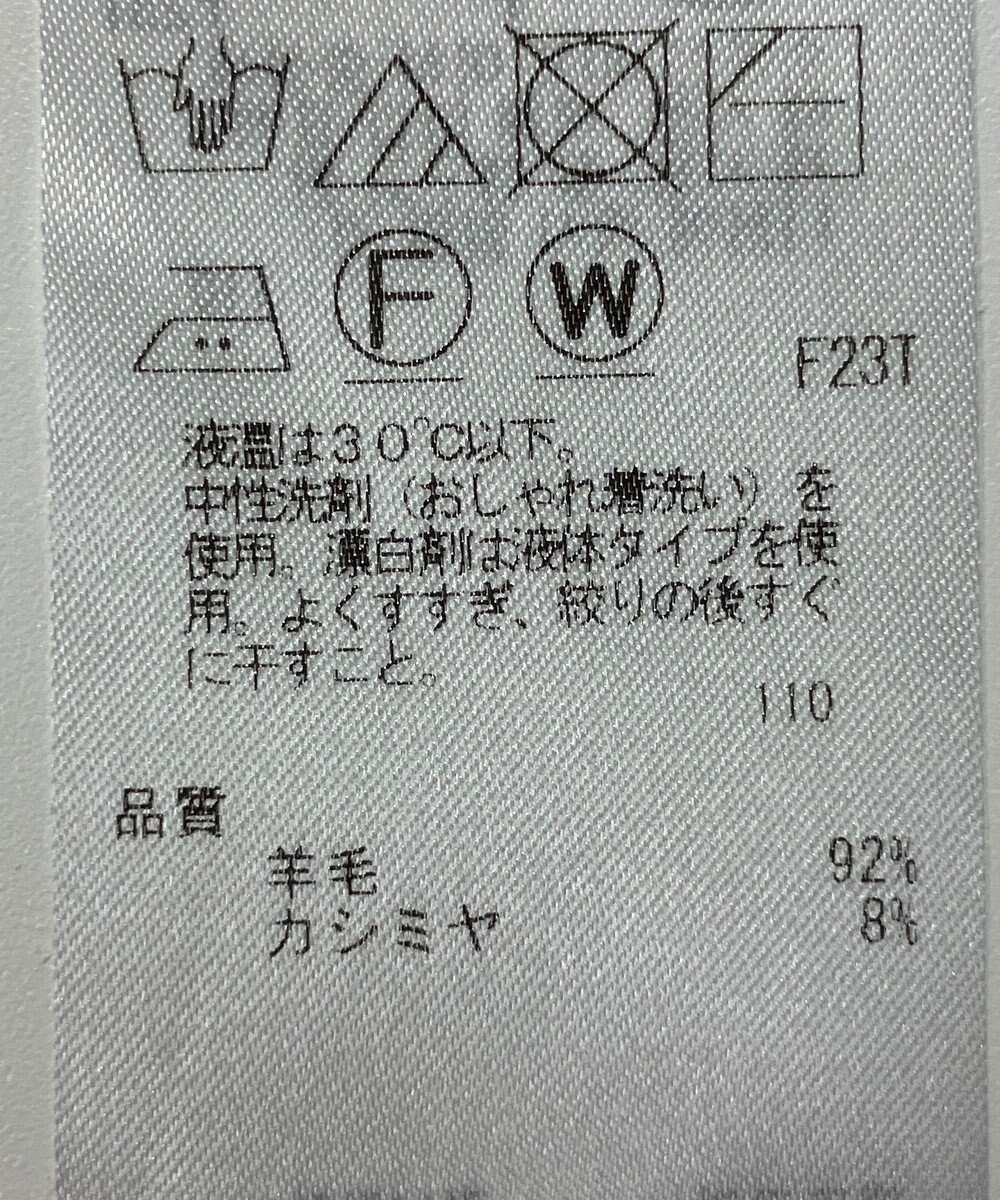 F
W
F23T
液温は30℃以下。
中性洗剤(おしゃれ着洗い)を
使用。漂白剤は液体タイプを使
用。よくすすぎ、絞りの後すぐ
に干すこと。
110
品質
羊毛 92%
カシミヤ 8%